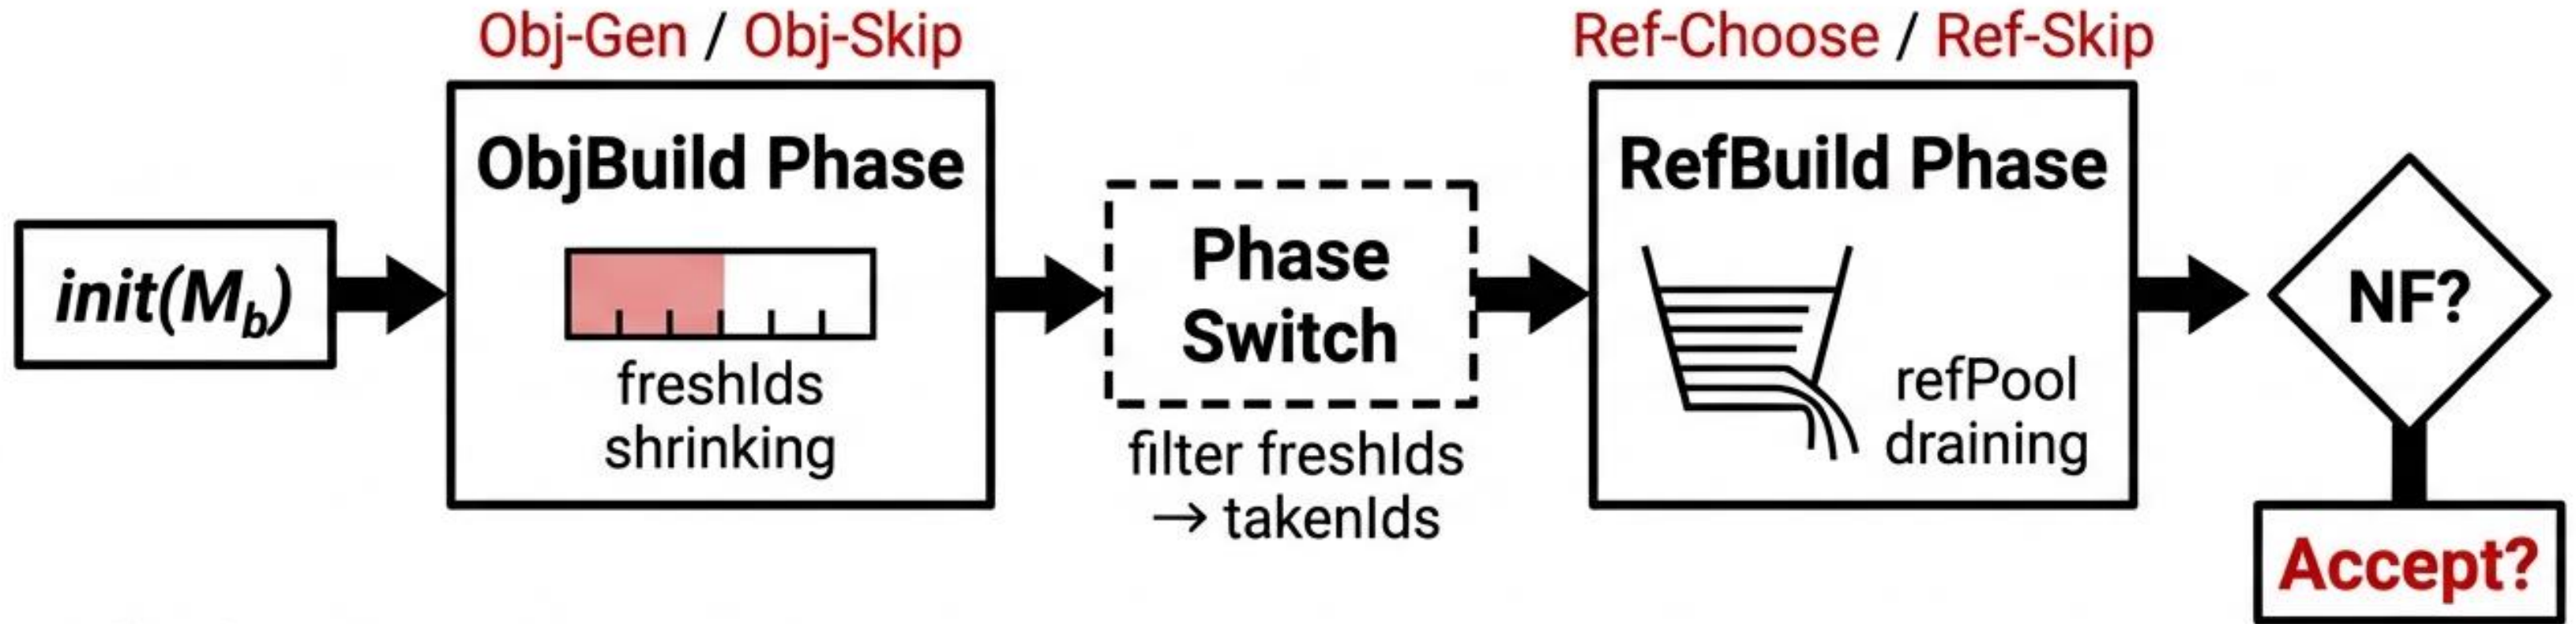 Obj-Gen / Obj-Skip
Ref-Choose / Ref-Skip
init(M_b)
ObjBuild Phase
freshIds
shrinking
Phase
Switch
filter freshIds
→ takenIds
RefBuild Phase
refPool
draining
NF?
Accept?